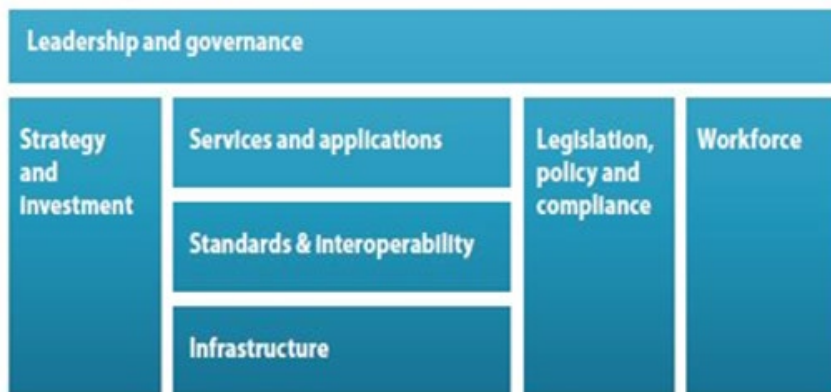 Leadership and governance
Strategy
and
investment
Services and applications
Standards & interoperability
Infrastructure
Legislation,
policy and
compliance
Workforce